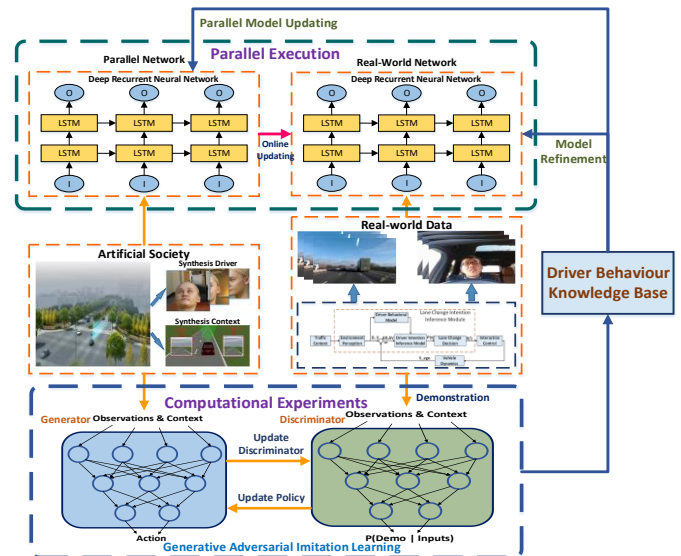 Parallel Model Updating
Parallel Execution
Parallel Network
Real-World Network
Deep Recurrent Neural Network
Deep Recurrent Neural Network
O O O
O O O
LSTM LSTM LSTM
LSTM LSTM LSTM
Online
Updating
LSTM LSTM LSTM
LSTM LSTM LSTM
I I I
I I I
Model
Refinement
Artificial Society
Synthesis Driver
Synthesis Context
Real-world Data
Lane Change Intention
Inference Module
Driver Behavioral
Model
Traffic
Context
Environment
Perception
Driver Intention
Inference Model
Lane Change
Decision
Interaction
Control
V_ego
Vehicle
Dynamics
Driver Behaviour
Knowledge Base
Computational Experiments
Demonstration
Generator
Observations & Context
Discriminator
Observations & Context
Update
Discriminator
Update Policy
Action
P(Demo | Inputs)
Generative Adversarial Imitation Learning